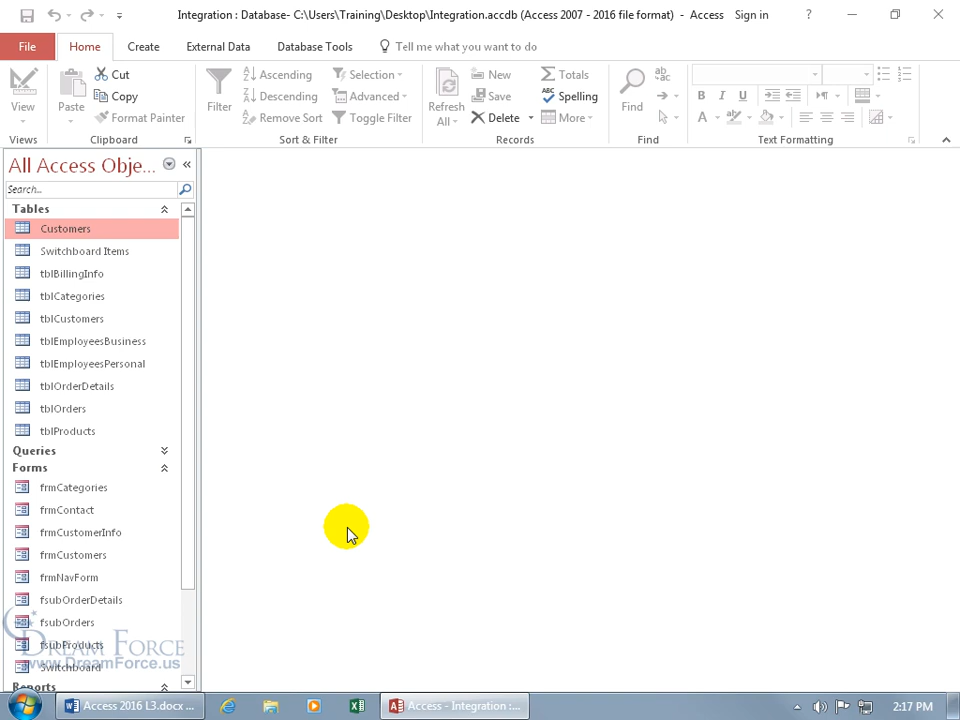 Integration : Database- C:\Users\Training\Desktop\Integration.accdb (Access 2007 - 2016 file format) - Access
Sign in
?
File
Home
Create
External Data
Database Tools
Tell me what you want to do
View
Views
Paste
Cut
Copy
Format Painter
Clipboard
Filter
Ascending
Descending
Remove Sort
Selection
Advanced
Toggle Filter
Sort & Filter
Refresh
All
New
Save
Delete
Totals
Spelling
More
Records
Find
Find
B I U
A
Text Formatting
All Access Obje...
Search...
Tables
Customers
Switchboard Items
tblBillingInfo
tblCategories
tblCustomers
tblEmployeesBusiness
tblEmployeesPersonal
tblOrderDetails
tblOrders
tblProducts
Queries
Forms
frmCategories
frmContact
frmCustomerInfo
frmCustomers
frmNavForm
fsubOrderDetails
fsubOrders
fsubProducts
Switchboard
Reports
DREAM FORCE
www.DreamForce.us
Access 2016 L3.docx ...
Access - Integration :...
2:17 PM